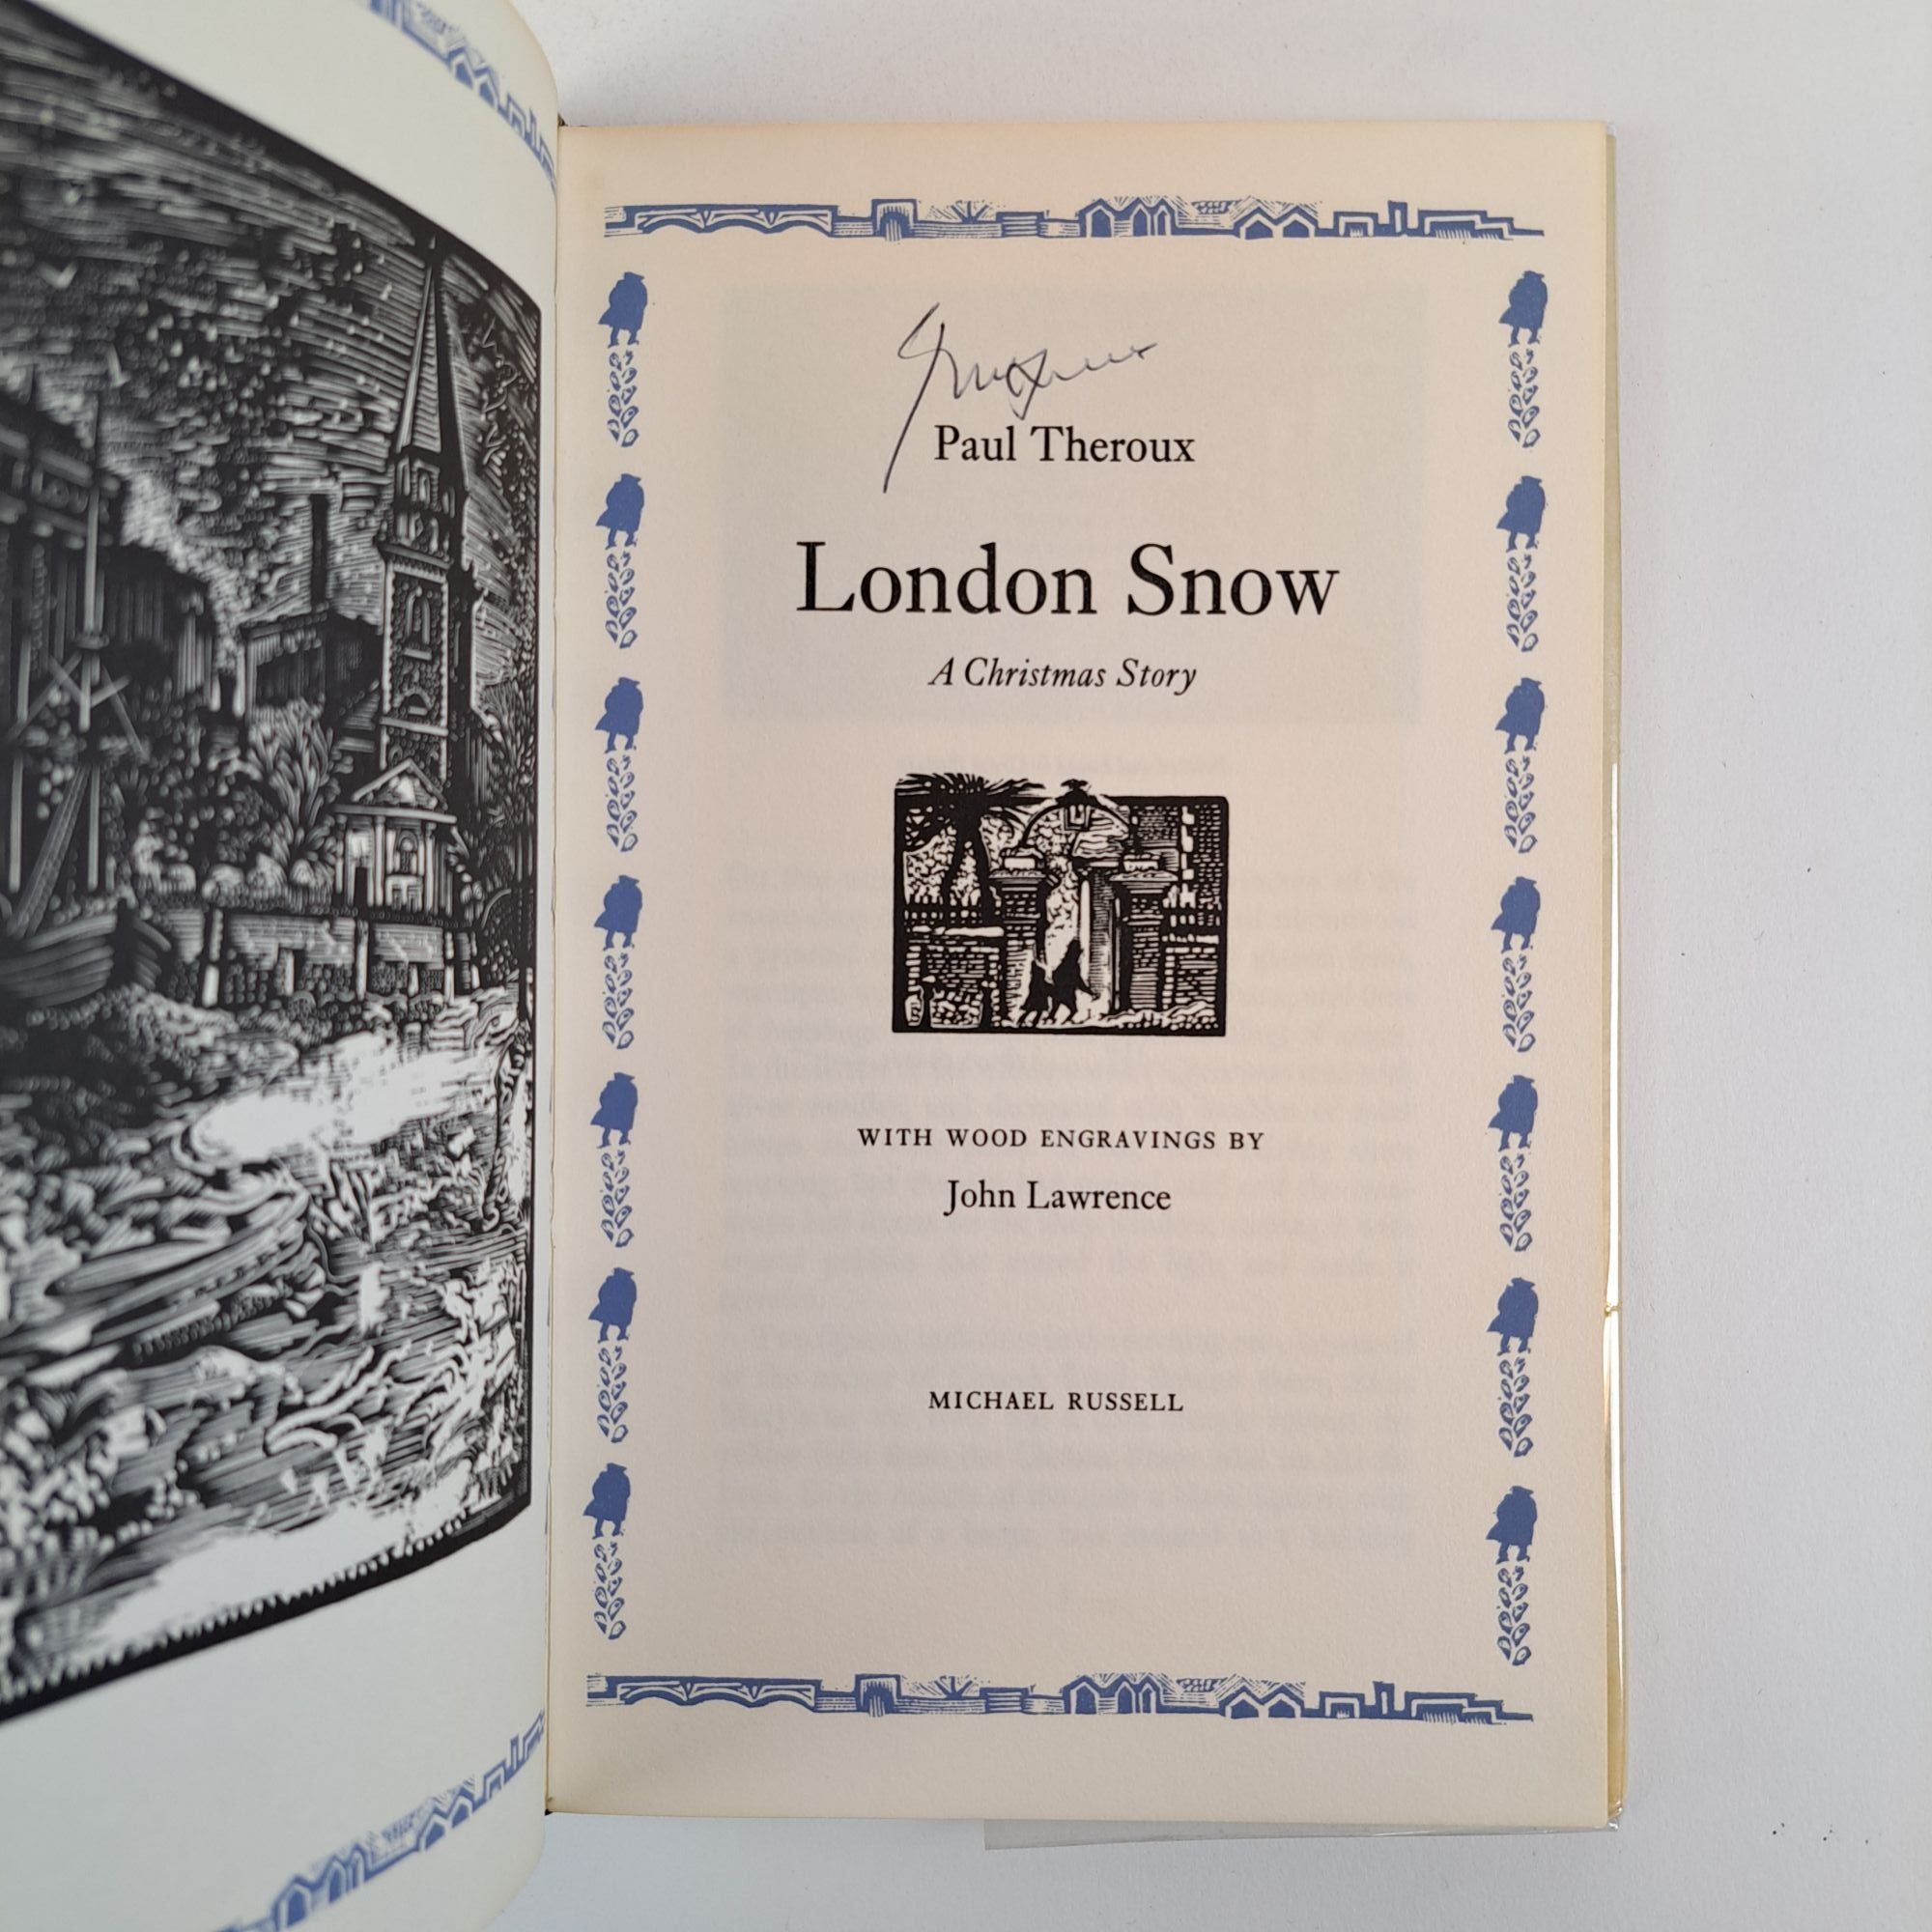 Paul Theroux
London Snow
A Christmas Story
WITH WOOD ENGRAVINGS BY
John Lawrence
MICHAEL RUSSELL